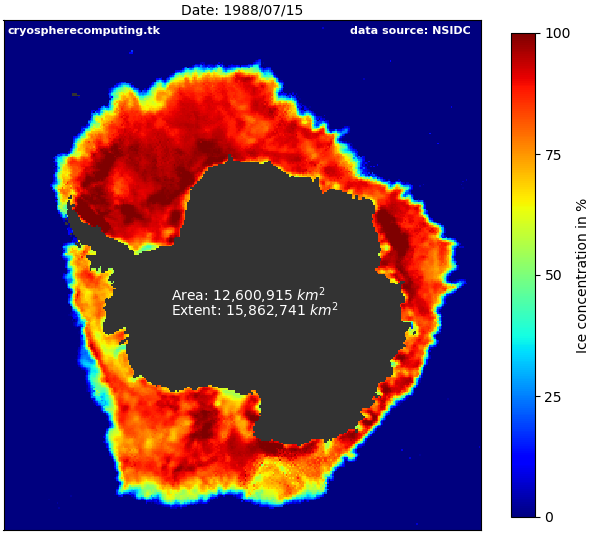 Date: 1988/07/15
cryospherecomputing.tk
data source: NSIDC
Area: 12,600,915 km²
Extent: 15,862,741 km²
100
75
50
25
0
Ice concentration in %